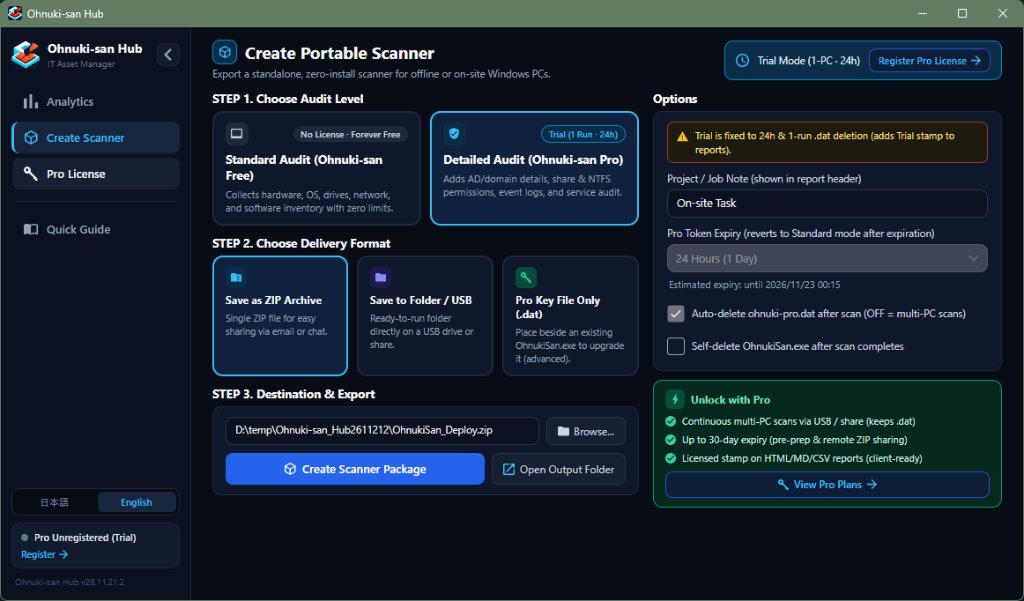 Ohnuki-san Hub
Ohnuki-san Hub
IT Asset Manager
Analytics
Create Scanner
Pro License
Quick Guide
日本語
English
Pro Unregistered (Trial)
Register →
Ohnuki-san Hub v26.11.21.2
Create Portable Scanner
Export a standalone, zero-install scanner for offline or on-site Windows PCs.
Trial Mode (1-PC · 24h)
Register Pro License →
STEP 1. Choose Audit Level
No License · Forever Free
Standard Audit (Ohnuki-san
Free)
Collects hardware, OS, drives, network,
and software inventory with zero limits.
Trial (1 Run · 24h)
Detailed Audit (Ohnuki-san Pro)
Adds AD/domain details, share & NTFS
permissions, event logs, and service audit.
STEP 2. Choose Delivery Format
Save as ZIP Archive
Single ZIP file for easy
sharing via email or chat.
Save to Folder / USB
Ready-to-run folder
directly on a USB drive or
share.
Pro Key File Only
(.dat)
Place beside an existing
OhnukiSan.exe to upgrade
it (advanced).
STEP 3. Destination & Export
D:\temp\Ohnuki-san_Hub2611212\OhnukiSan_Deploy.zip
Browse...
Create Scanner Package
Open Output Folder
Options
Trial is fixed to 24h & 1-run .dat deletion (adds Trial stamp to
reports).
Project / Job Note (shown in report header)
On-site Task
Pro Token Expiry (reverts to Standard mode after expiration)
24 Hours (1 Day)
Estimated expiry: until 2026/11/23 00:15
Auto-delete ohnuki-pro.dat after scan (OFF = multi-PC scans)
Self-delete OhnukiSan.exe after scan completes
Unlock with Pro
Continuous multi-PC scans via USB / share (keeps .dat)
Up to 30-day expiry (pre-prep & remote ZIP sharing)
Licensed stamp on HTML/MD/CSV reports (client-ready)
View Pro Plans →